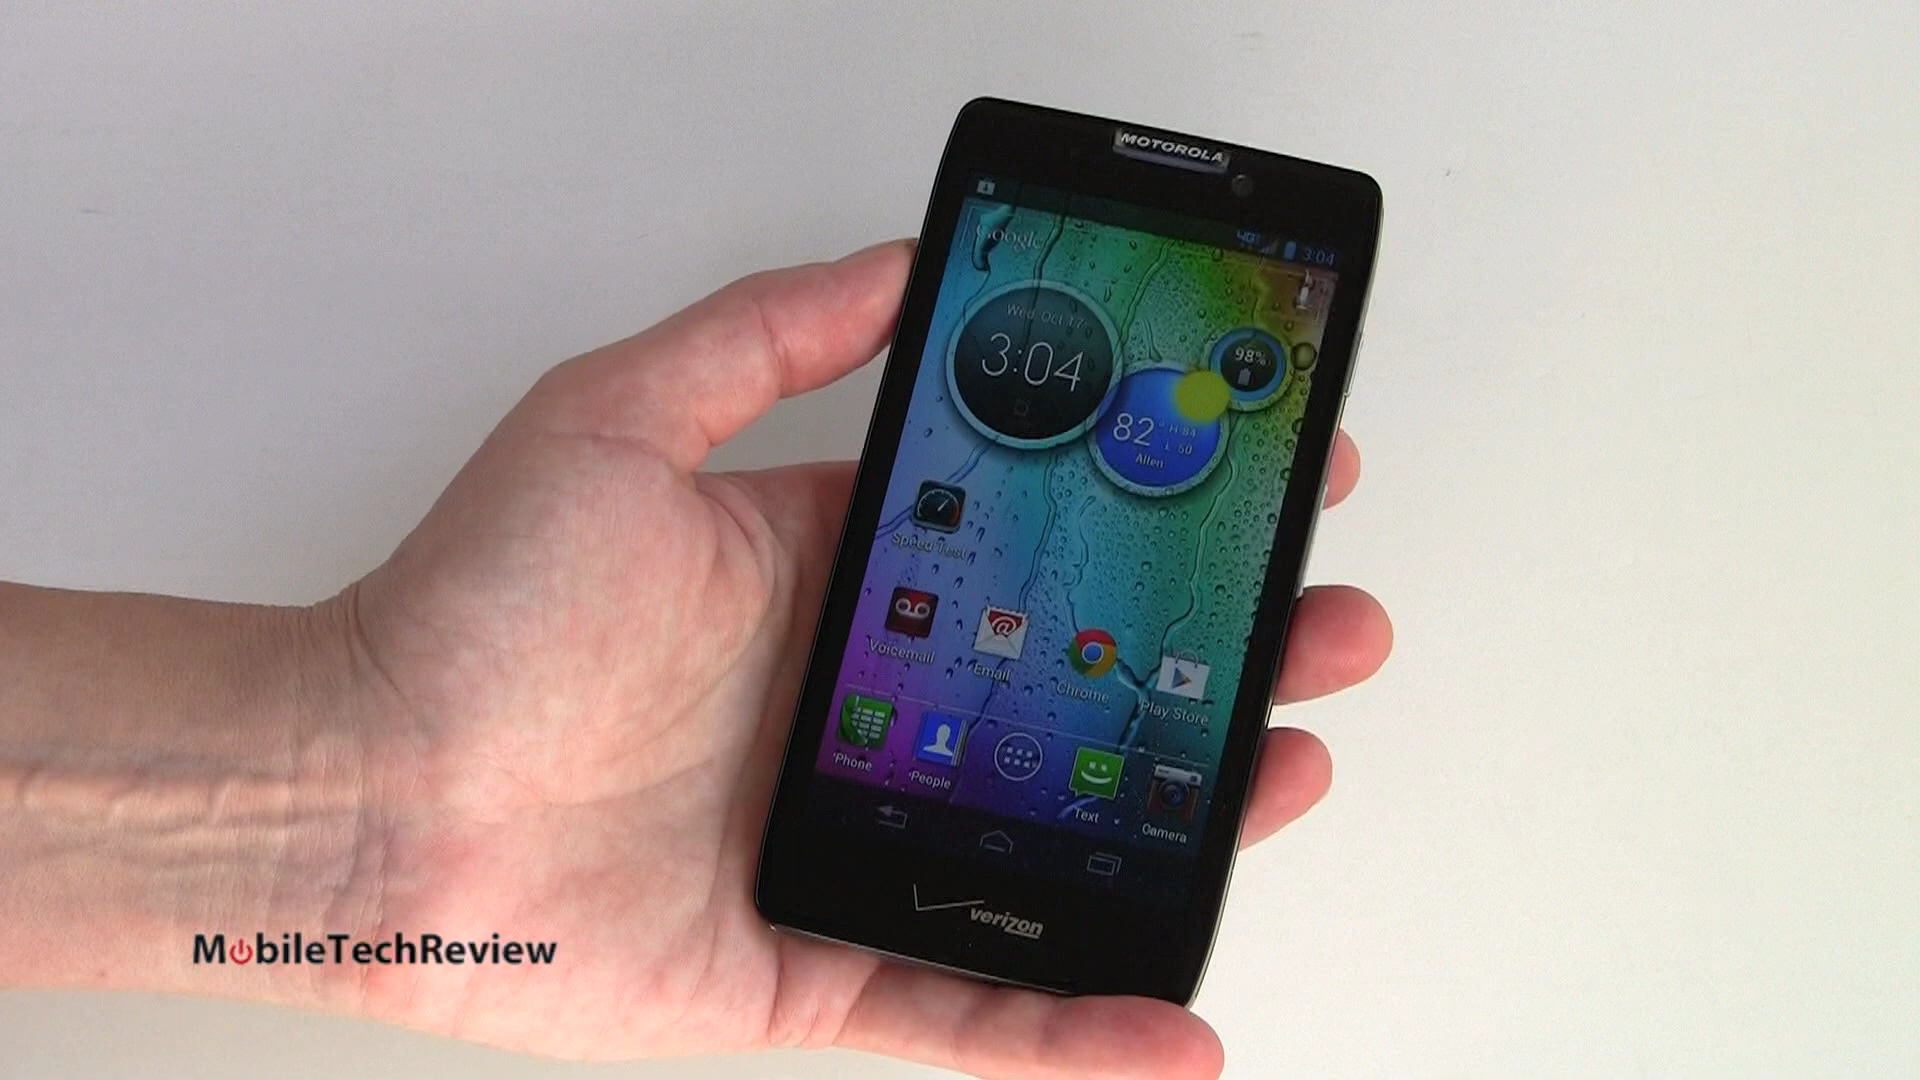 MOTOROLA
Google
4G
3:04
Wed, Oct 17
3:04
98%
82° H 84
L 50
Allen
Speed Test
Voicemail
Email
Chrome
Play Store
Phone
People
Text
Camera
verizon
MobileTechReview